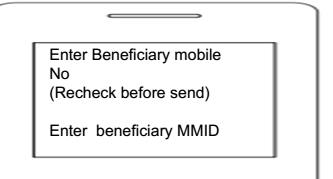 Enter Beneficiary mobile
No
(Recheck before send)
Enter beneficiary MMID